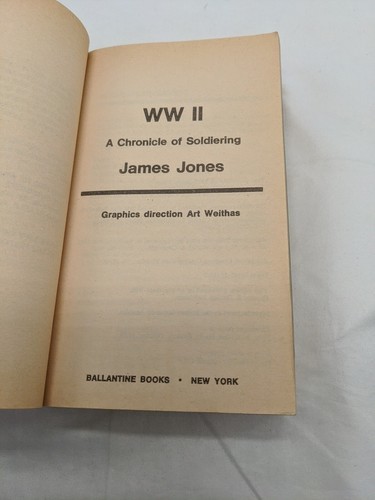 WW II
A Chronicle of Soldiering
James Jones
Graphics direction Art Weithas
BALLANTINE BOOKS • NEW YORK